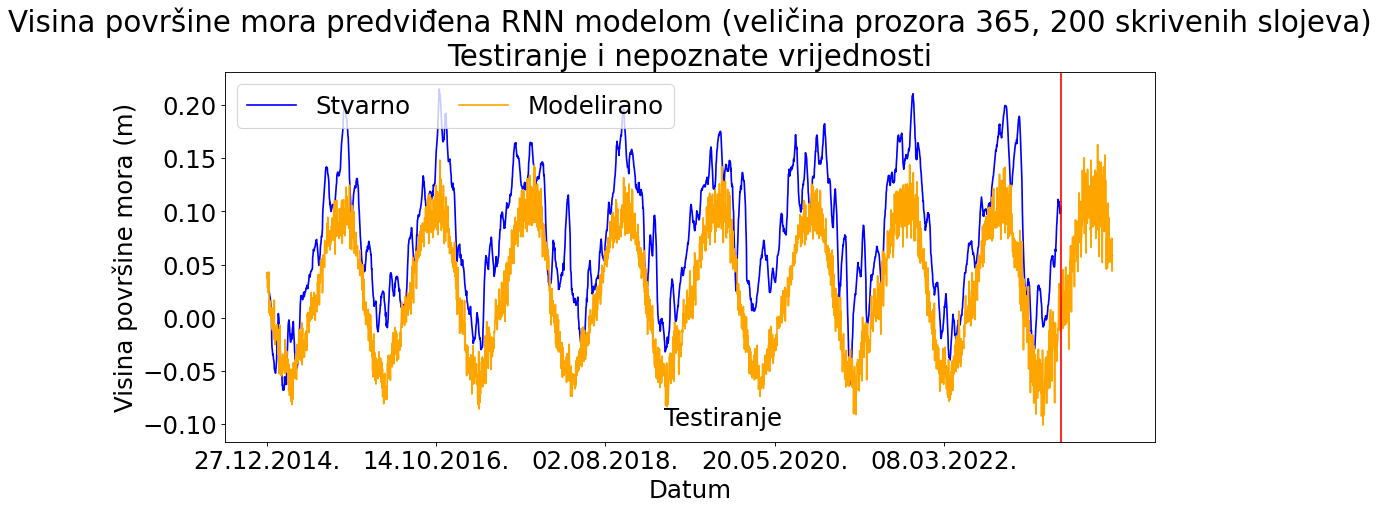 Visina površine mora predviđena RNN modelom (veličina prozora 365, 200 skrivenih slojeva)
Testiranje i nepoznate vrijednosti
Stvarno
Modelirano
Visina površine mora (m)
0.20
0.15
0.10
0.05
0.00
−0.05
−0.10
Testiranje
27.12.2014.
14.10.2016.
02.08.2018.
20.05.2020.
08.03.2022.
Datum